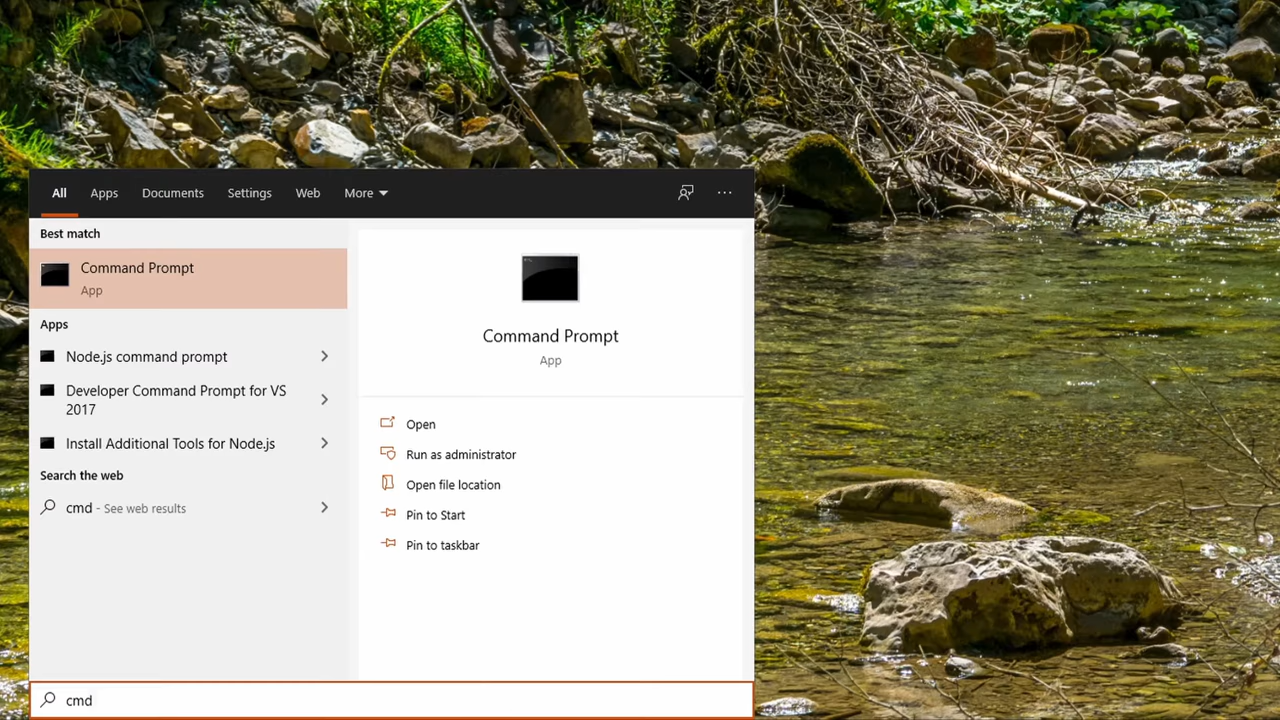 All Apps Documents Settings Web More
Best match
Command Prompt
App
Apps
Node.js command prompt
Developer Command Prompt for VS
2017
Install Additional Tools for Node.js
Search the web
cmd - See web results
Command Prompt
App
Open
Run as administrator
Open file location
Pin to Start
Pin to taskbar
cmd